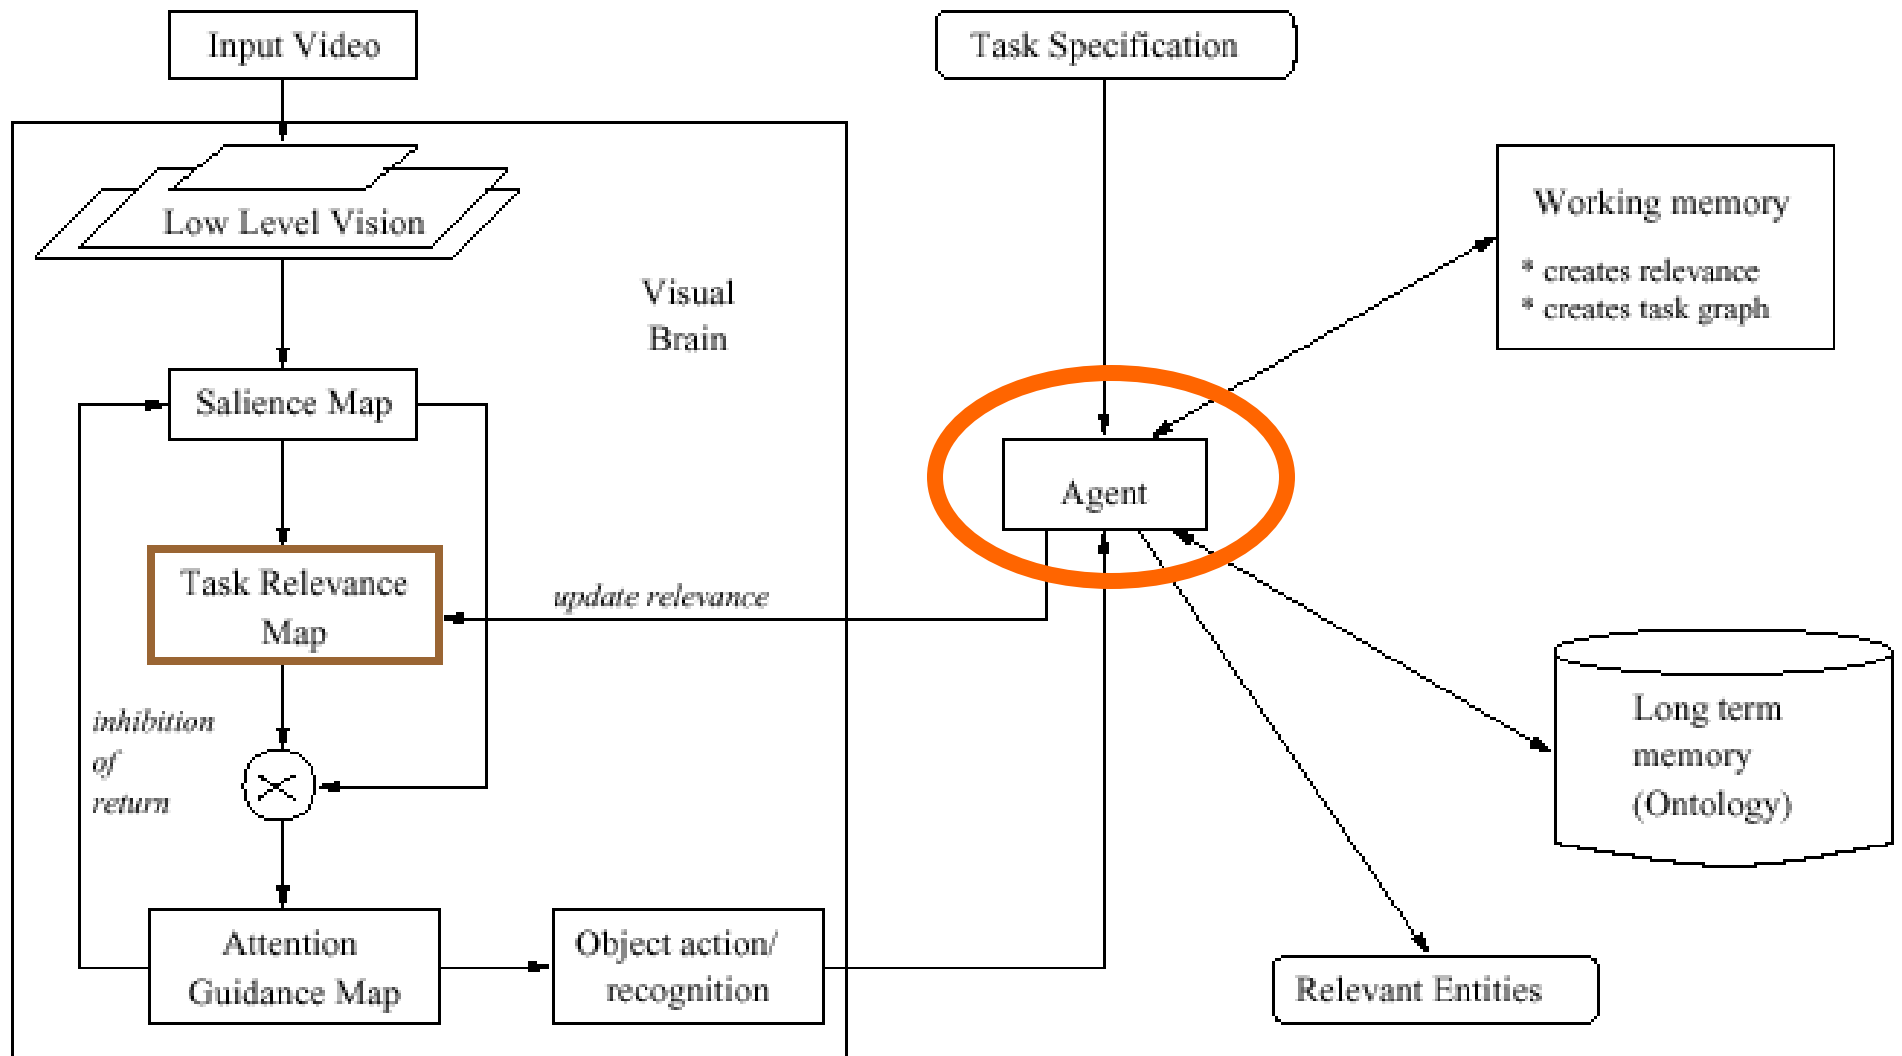 Input Video
Task Specification
Low Level Vision
Visual
Brain
Working memory
* creates relevance
* creates task graph
Salience Map
Agent
Task Relevance
Map
update relevance
inhibition
of
return
Long term
memory
(Ontology)
Attention
Guidance Map
Object action/
recognition
Relevant Entities